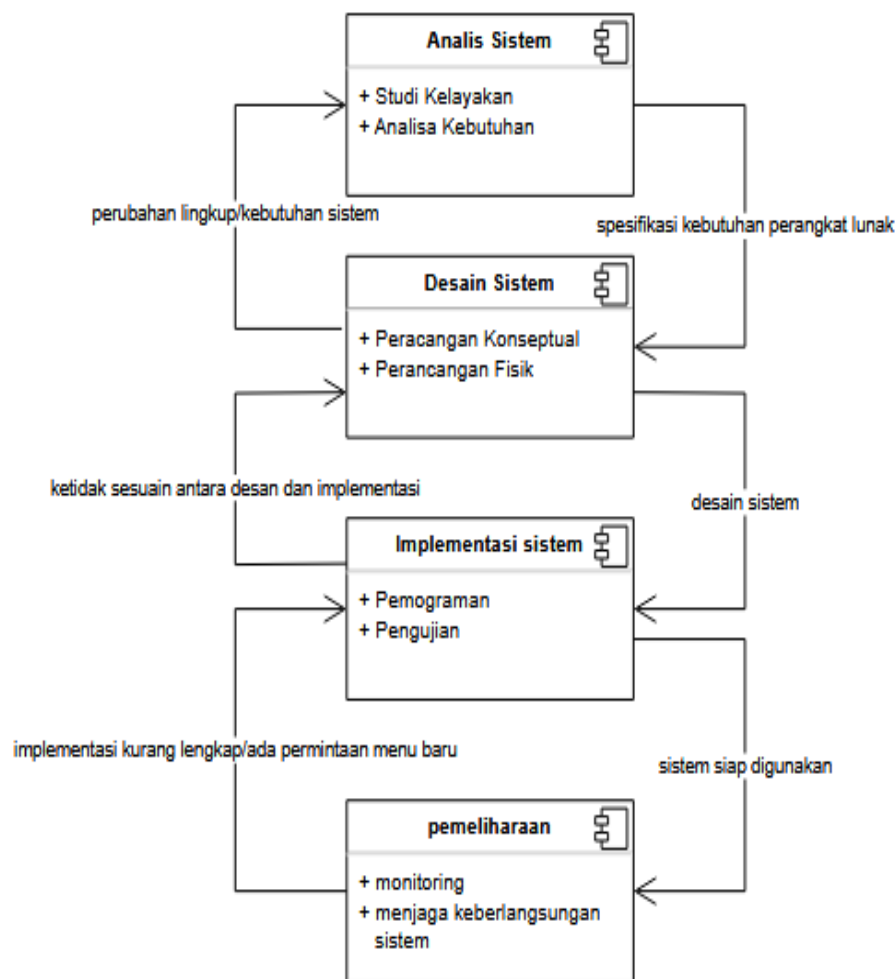 Analis Sistem
+ Studi Kelayakan
+ Analisa Kebutuhan
perubahan lingkup/kebutuhan sistem
spesifikasi kebutuhan perangkat lunak
Desain Sistem
+ Peracangan Konseptual
+ Perancangan Fisik
ketidak sesuain antara desan dan implementasi
desain sistem
Implementasi sistem
+ Pemograman
+ Pengujian
implementasi kurang lengkap/ada permintaan menu baru
sistem siap digunakan
pemeliharaan
+ monitoring
+ menjaga keberlangsungan
sistem